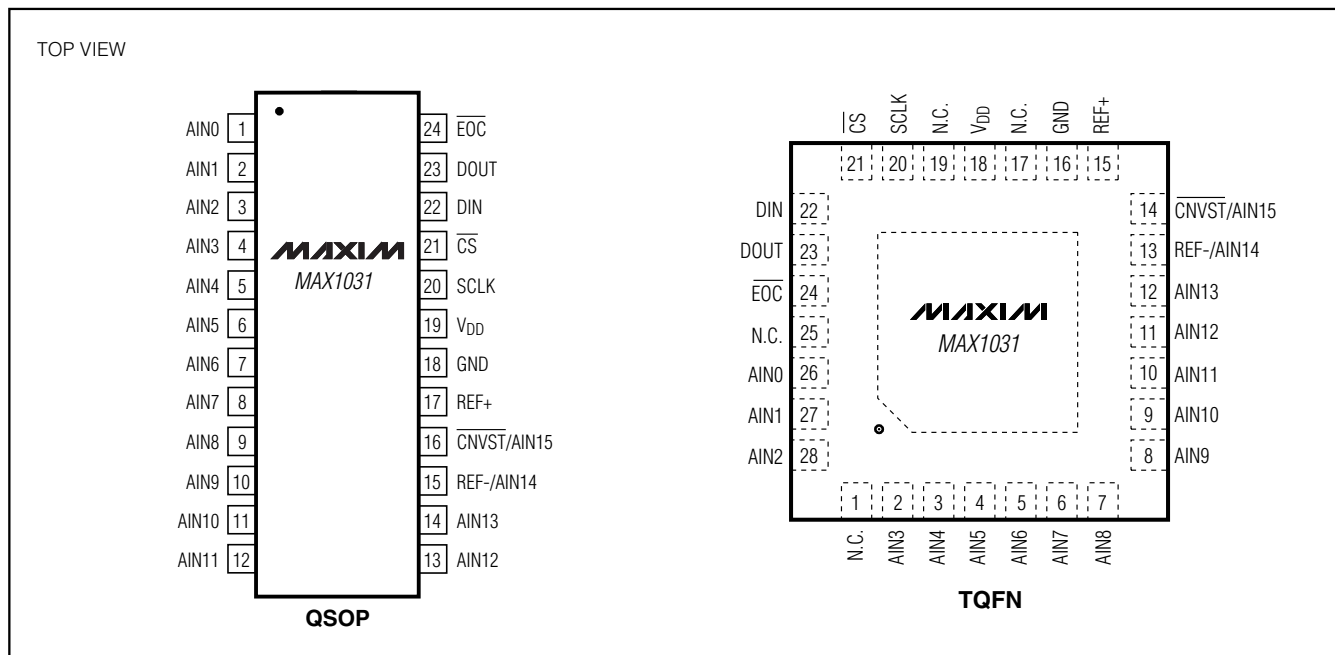 TOP VIEW
AIN0 1
AIN1 2
AIN2 3
AIN3 4
AIN4 5
AIN5 6
AIN6 7
AIN7 8
AIN8 9
AIN9 10
AIN10 11
AIN11 12
MAXIM
MAX1031
24 EOC
23 DOUT
22 DIN
21 CS
20 SCLK
19 VDD
18 GND
17 REF+
16 CNVST/AIN15
15 REF-/AIN14
14 AIN13
13 AIN12
QSOP
CS SCLK N.C. VDD N.C. GND REF+
21 20 19 18 17 16 15
DIN 22
DOUT 23
EOC 24
N.C. 25
AIN0 26
AIN1 27
AIN2 28
MAXIM
MAX1031
14 CNVST/AIN15
13 REF-/AIN14
12 AIN13
11 AIN12
10 AIN11
9 AIN10
8 AIN9
1 2 3 4 5 6 7
N.C. AIN3 AIN4 AIN5 AIN6 AIN7 AIN8
TQFN